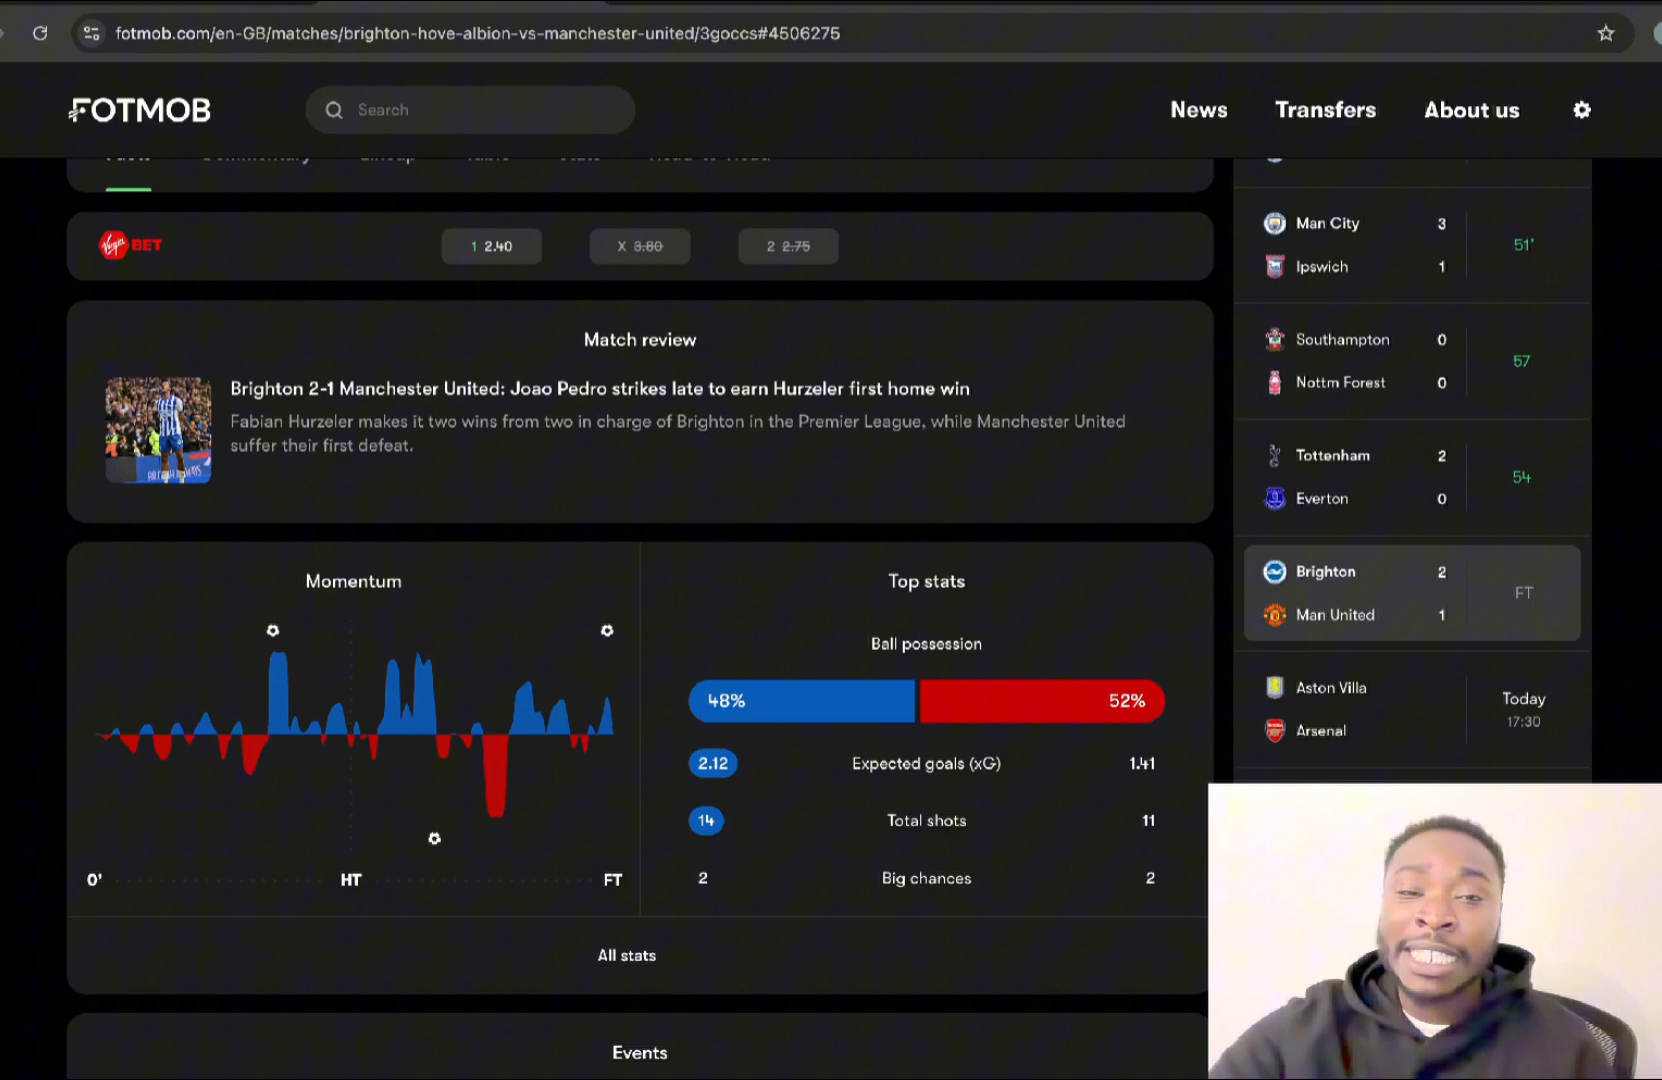 fotmob.com/en-GB/matches/brighton-hove-albion-vs-manchester-united/3goccs#4506275
FOTMOB
Search
News
Transfers
About us
Virgin BET
1 2.40
X 3.80
2 2.75
Match review
Brighton 2-1 Manchester United: Joao Pedro strikes late to earn Hurzeler first home win
Fabian Hurzeler makes it two wins from two in charge of Brighton in the Premier League, while Manchester United
suffer their first defeat.
Momentum
0'
HT
FT
Top stats
Ball possession
48%
52%
2.12 Expected goals (xG) 1.41
14 Total shots 11
2 Big chances 2
All stats
Events
Man City 3
51'
Ipswich 1
Southampton 0
57
Nottm Forest 0
Tottenham 2
54
Everton 0
Brighton 2
FT
Man United 1
Aston Villa
Today
17:30
Arsenal